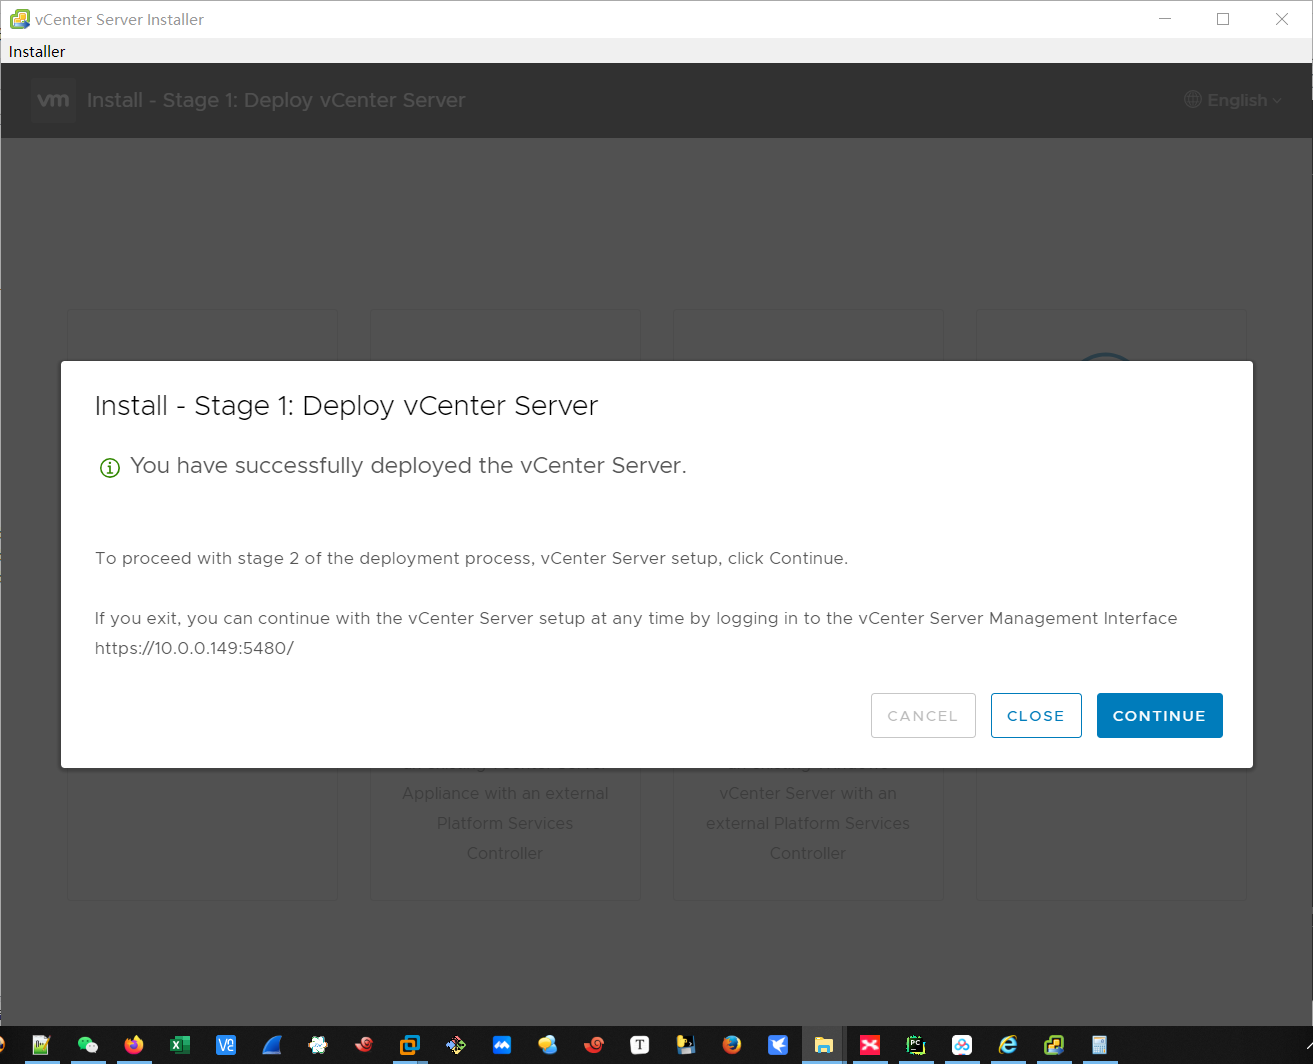 vCenter Server Installer
Installer
vm Install - Stage 1: Deploy vCenter Server
English
Install - Stage 1: Deploy vCenter Server
You have successfully deployed the vCenter Server.
To proceed with stage 2 of the deployment process, vCenter Server setup, click Continue.
If you exit, you can continue with the vCenter Server setup at any time by logging in to the vCenter Server Management Interface
https://10.0.0.149:5480/
CANCEL
CLOSE
CONTINUE
Appliance with an external
Platform Services
Controller
vCenter Server with an
external Platform Services
Controller